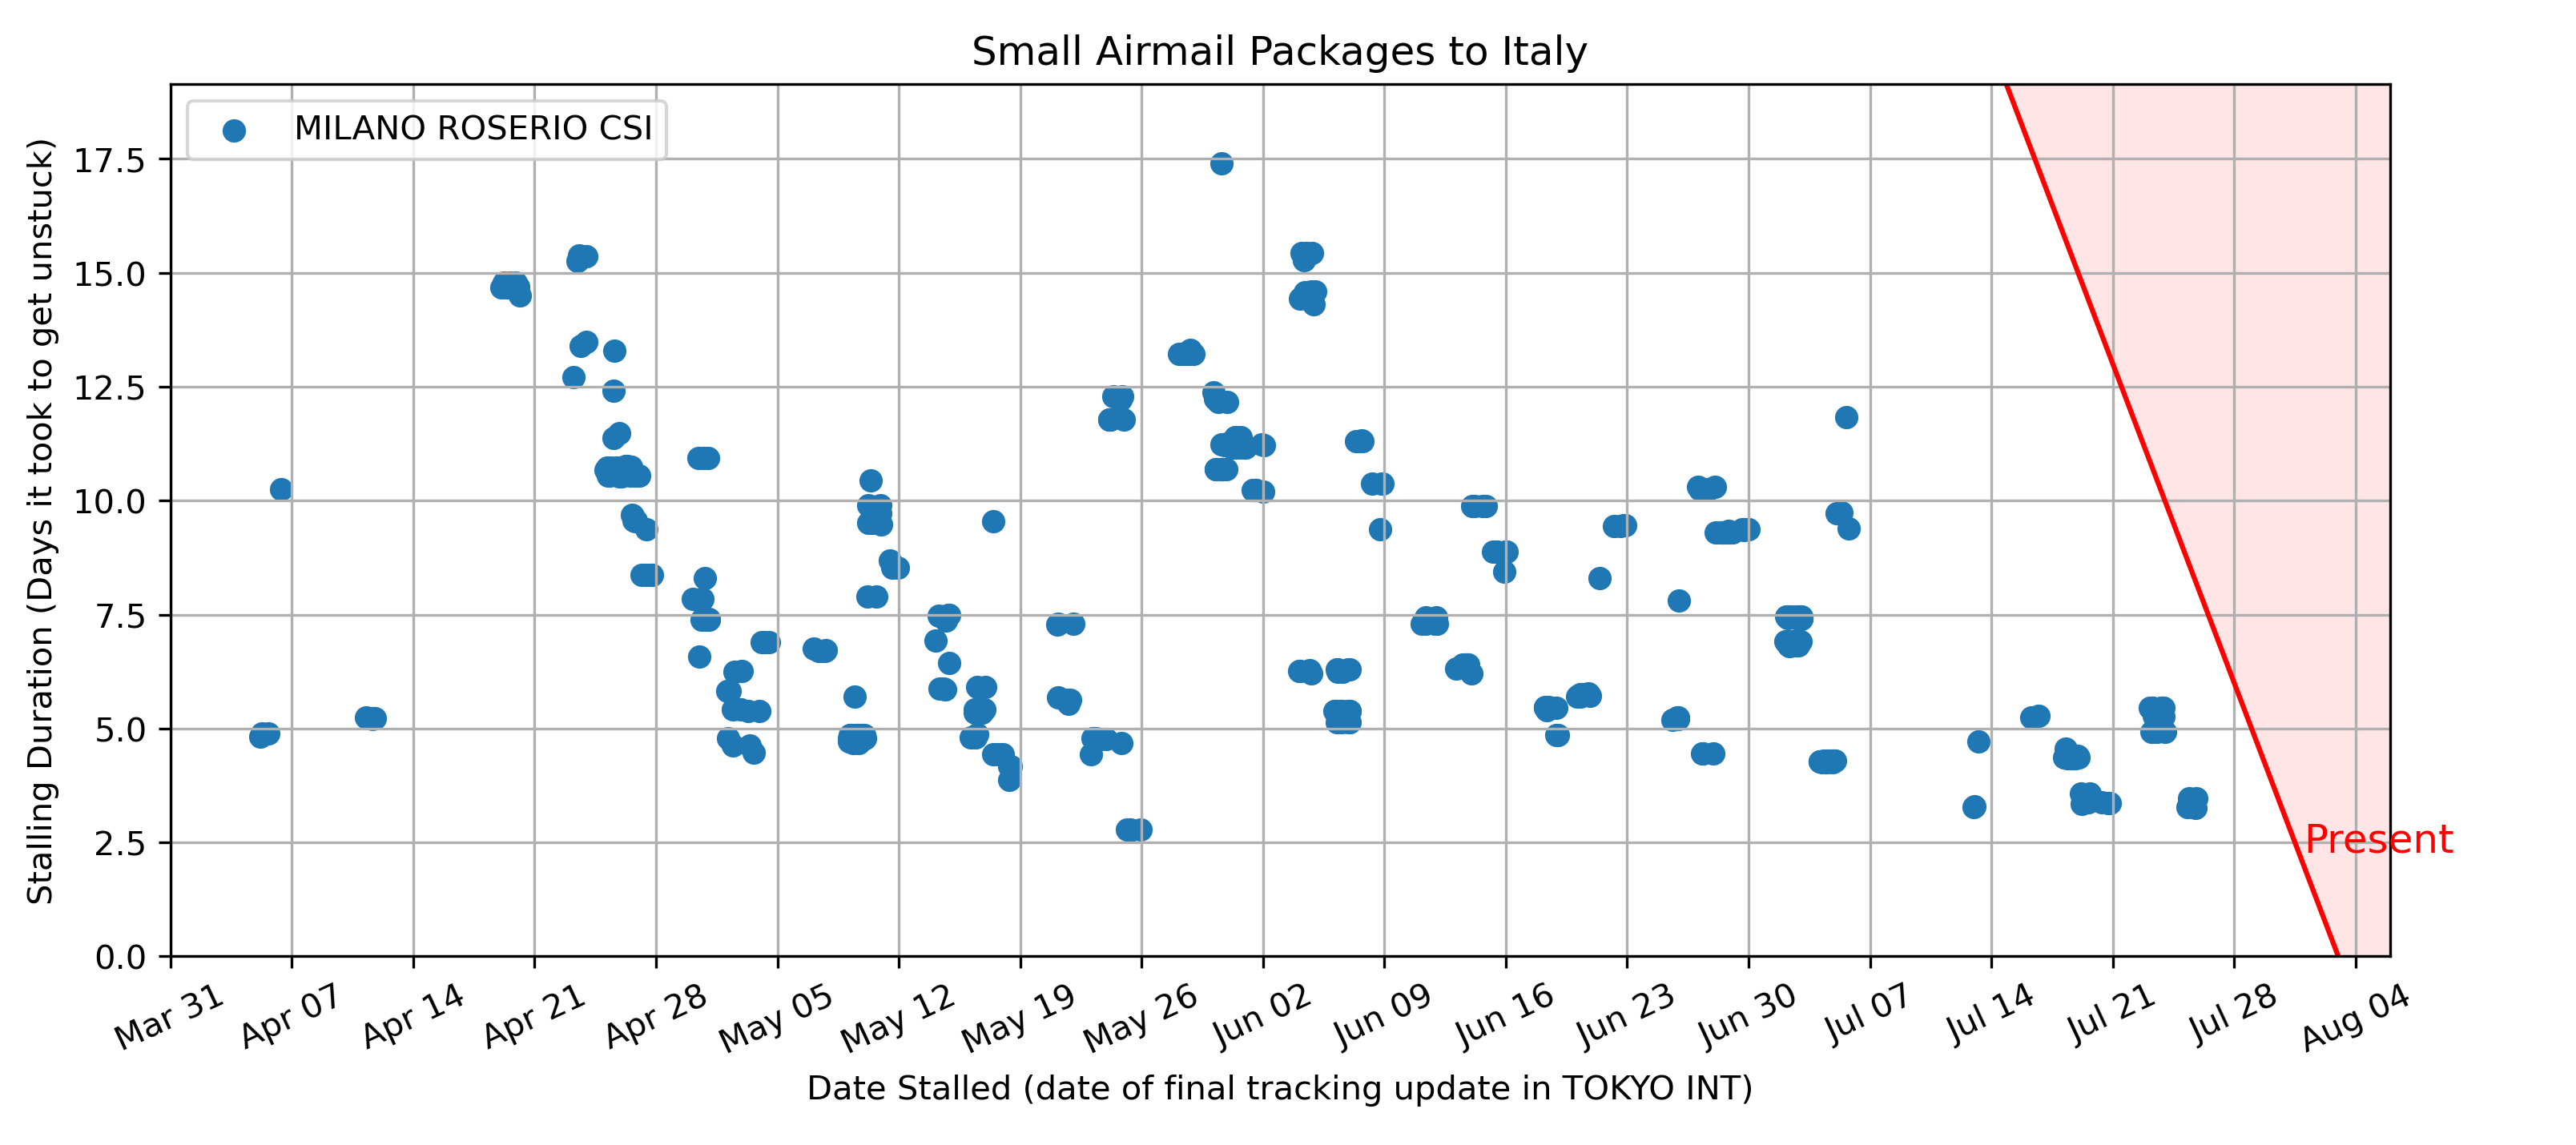 Small Airmail Packages to Italy
MILANO ROSERIO CSI
Stalling Duration (Days it took to get unstuck)
17.5
15.0
12.5
10.0
7.5
5.0
2.5
0.0
Present
Mar 31 Apr 07 Apr 14 Apr 21 Apr 28 May 05 May 12 May 19 May 26 Jun 02 Jun 09 Jun 16 Jun 23 Jun 30 Jul 07 Jul 14 Jul 21 Jul 28 Aug 04
Date Stalled (date of final tracking update in TOKYO INT)